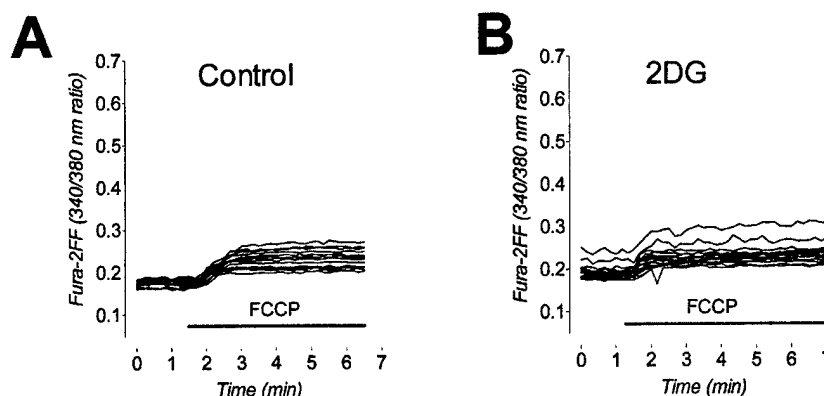 A
Control
Fura-2FF (340/380 nm ratio)
0.7
0.6
0.5
0.4
0.3
0.2
0.1
FCCP
0 1 2 3 4 5 6 7
Time (min)
B
2DG
Fura-2FF (340/380 nm ratio)
0.7
0.6
0.5
0.4
0.3
0.2
0.1
FCCP
0 1 2 3 4 5 6 7
Time (min)